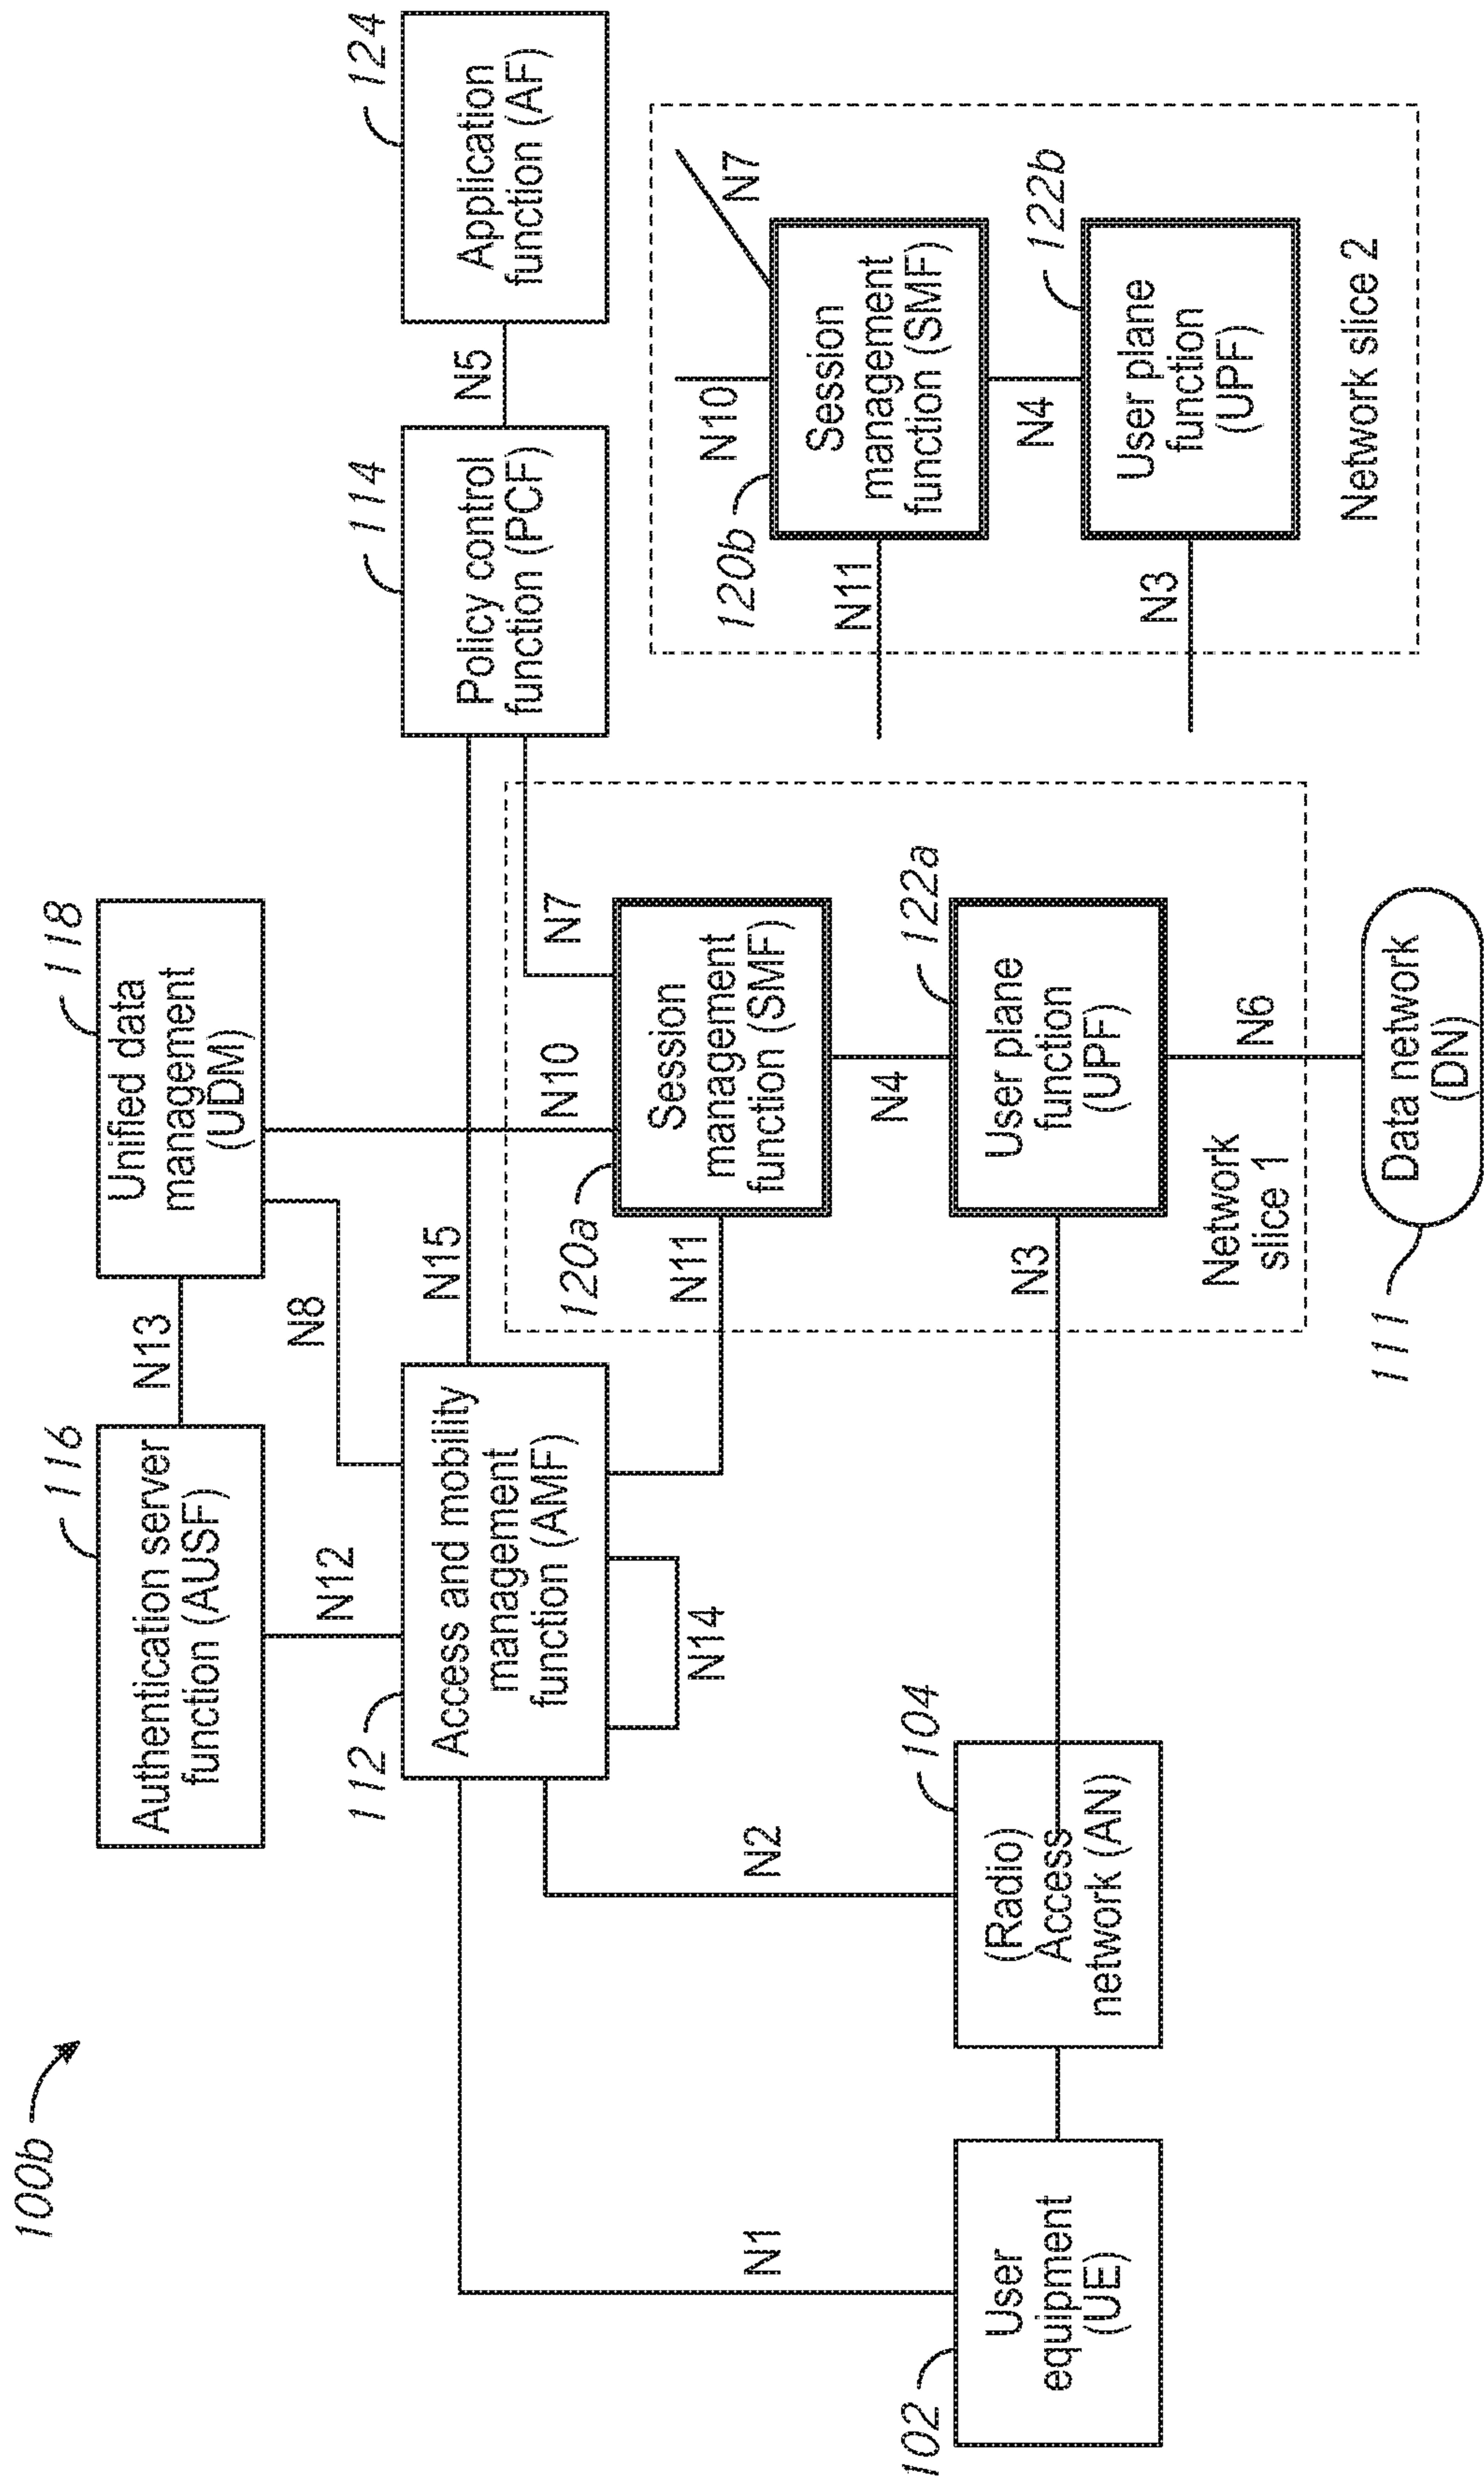 100b
116
Authentication server
function (AUSF)
N13
118
Unified data
management
(UDM)
N12
N8
112
Access and mobility
management
function (AMF)
N15
114
Policy control
function (PCF)
N5
124
Application
function (AF)
N14
N1
N2
N11
N10
N7
120a
Session
management
function (SMF)
N4
102
User
equipment
(UE)
104
(Radio)
Access
network (AN)
N3
122a
User plane
function
(UPF)
Network
slice 1
N6
111
Data network
(DN)
N10
N7
120b
Session
management
function (SMF)
N11
N4
122b
User plane
function
(UPF)
N3
Network slice 2